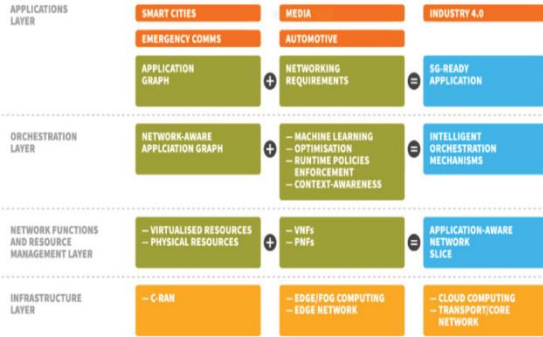 APPLICATIONS
LAYER
SMART CITIES
MEDIA
INDUSTRY 4.0
EMERGENCY COMMS
AUTOMOTIVE
APPLICATION
GRAPH
+
NETWORKING
REQUIREMENTS
=
5G-READY
APPLICATION
ORCHESTRATION
LAYER
NETWORK-AWARE
APPLCIATION GRAPH
+
— MACHINE LEARNING
— OPTIMISATION
— RUNTIME POLICIES
ENFORCEMENT
— CONTEXT-AWARENESS
=
INTELLIGENT
ORCHESTRATION
MECHANISMS
NETWORK FUNCTIONS
AND RESOURCE
MANAGEMENT LAYER
— VIRTUALISED RESOURCES
— PHYSICAL RESOURCES
+
— VNFs
— PNFs
=
APPLICATION-AWARE
NETWORK
SLICE
INFRASTRUCTURE
LAYER
— C-RAN
— EDGE/FOG COMPUTING
— EDGE NETWORK
— CLOUD COMPUTING
— TRANSPORT/CORE
NETWORK